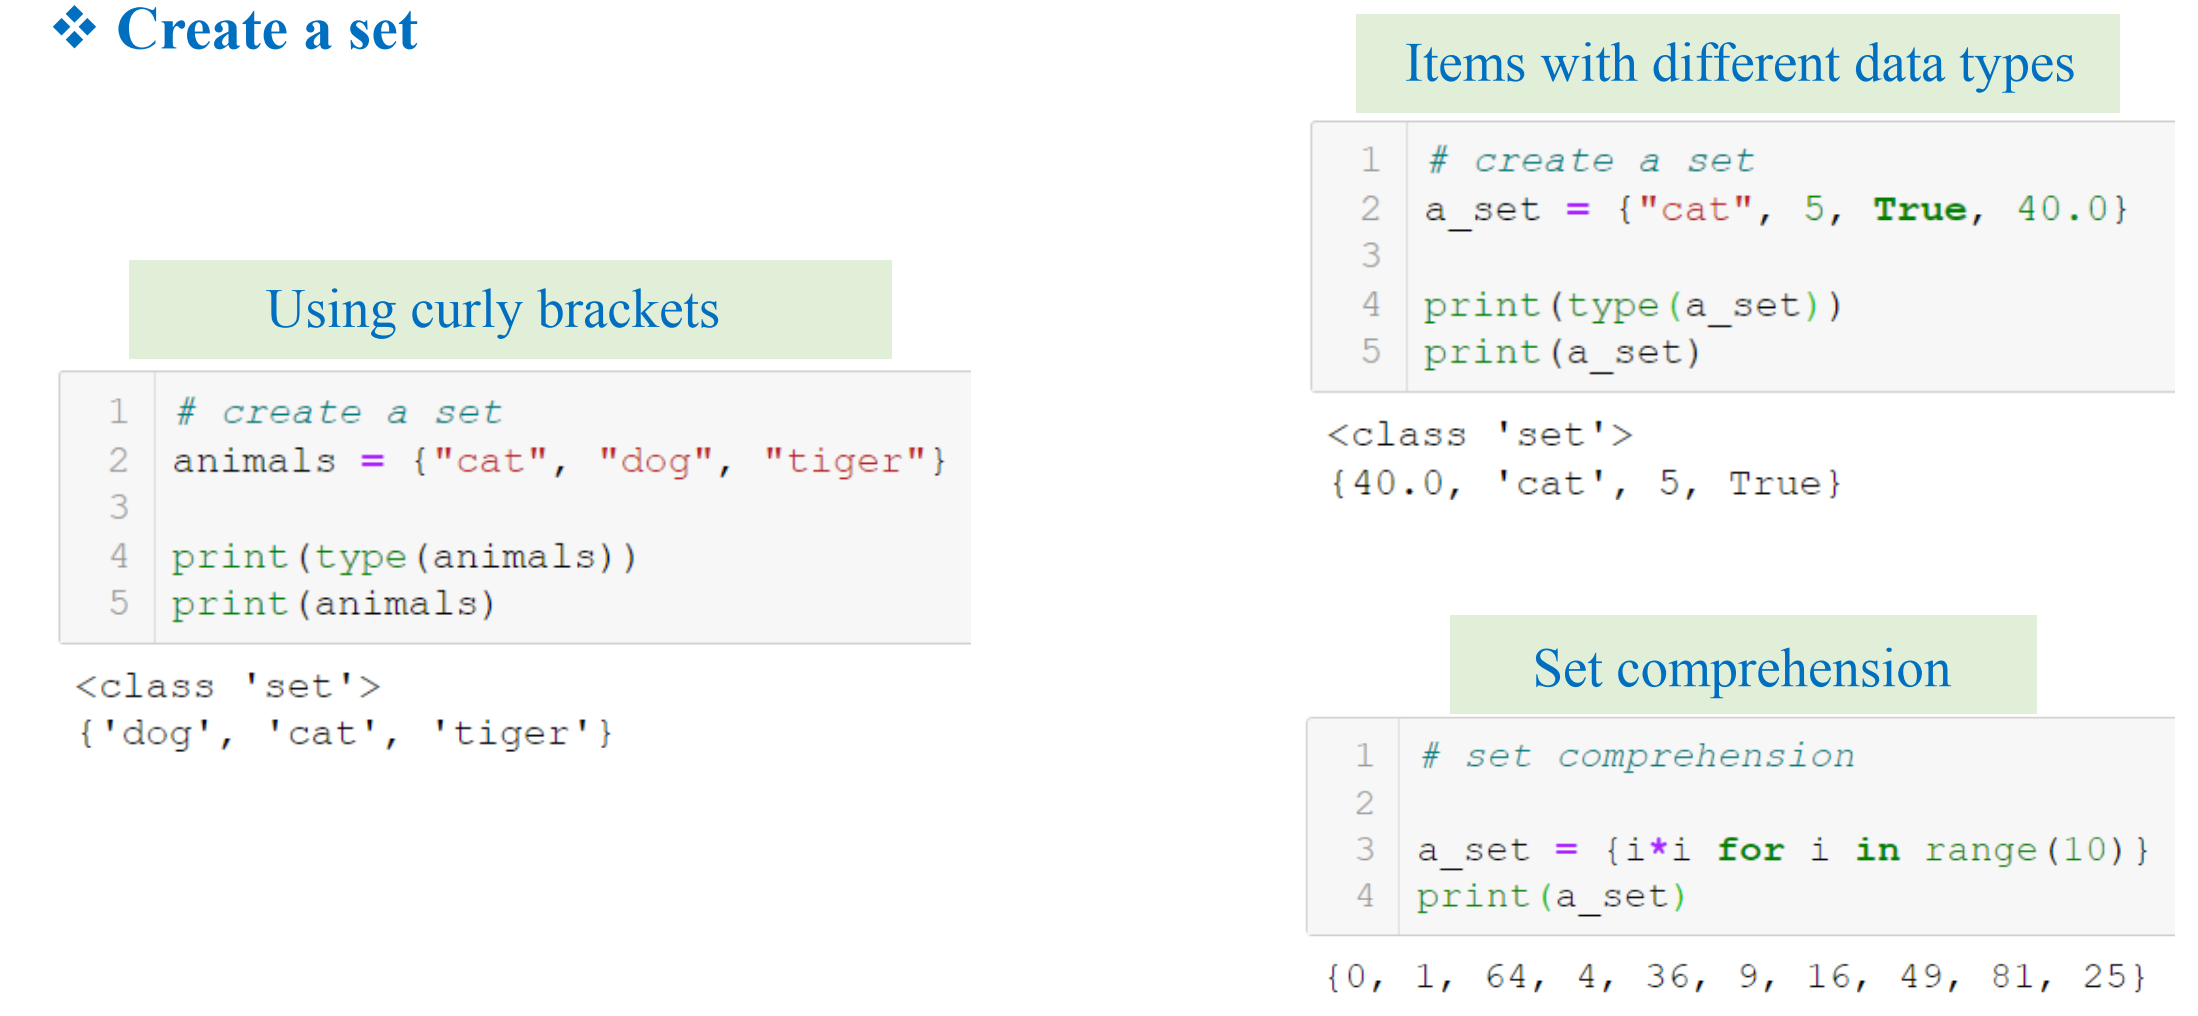 ❖ Create a set
Using curly brackets
1 # create a set
2 animals = {"cat", "dog", "tiger"}
3
4 print(type(animals))
5 print(animals)
<class 'set'>
{'dog', 'cat', 'tiger'}
Items with different data types
1 # create a set
2 a_set = {"cat", 5, True, 40.0}
3
4 print(type(a_set))
5 print(a_set)
<class 'set'>
{40.0, 'cat', 5, True}
Set comprehension
1 # set comprehension
2
3 a_set = {i*i for i in range(10)}
4 print(a_set)
{0, 1, 64, 4, 36, 9, 16, 49, 81, 25}